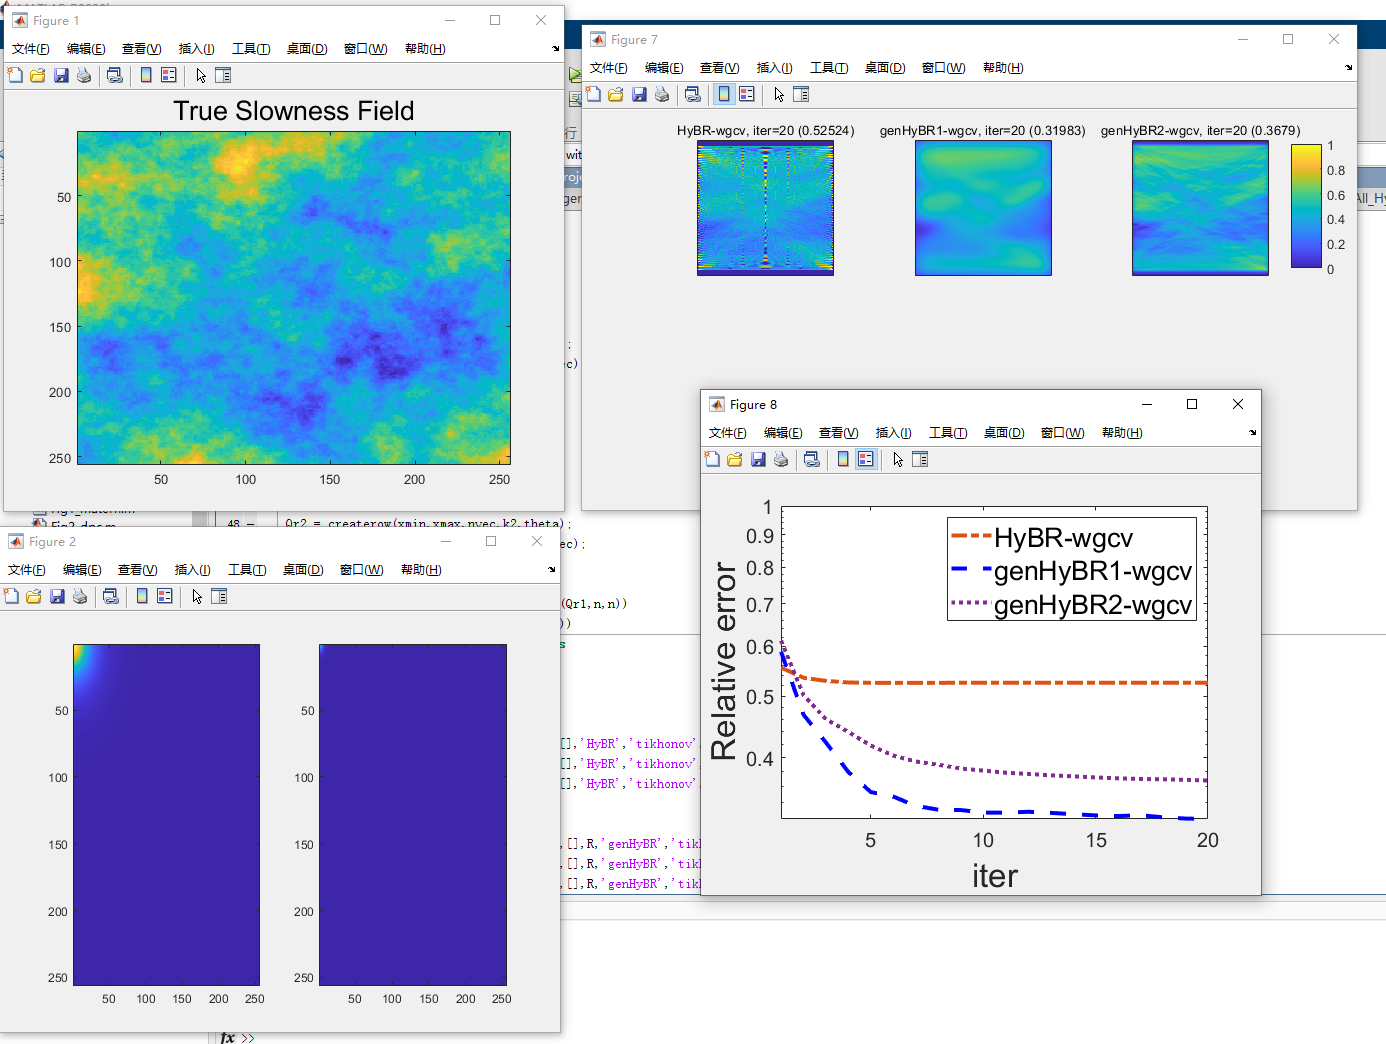 Figure 1
文件(F) 编辑(E) 查看(V) 插入(I) 工具(T) 桌面(D) 窗口(W) 帮助(H)
True Slowness Field
50
100
150
200
250
50 100 150 200 250
Figure 7
文件(F) 编辑(E) 查看(V) 插入(I) 工具(T) 桌面(D) 窗口(W) 帮助(H)
HyBR-wgcv, iter=20 (0.52524) genHyBR1-wgcv, iter=20 (0.31983) genHyBR2-wgcv, iter=20 (0.3679)
1
0.8
0.6
0.4
0.2
0
行
wit
roj
ger
All_Hy
;
ec)
48 — Qr2 = createrow(xmin,xmax,nvec,k2,theta);
ec);
(Qr1,n,n))
))
s
[],'HyBR','tikhonov',
[],'HyBR','tikhonov',
[],'HyBR','tikhonov',
,[],R,'genHyBR','tik
,[],R,'genHyBR','tik
,[],R,'genHyBR','tik
Figure 2
文件(F) 编辑(E) 查看(V) 插入(I) 工具(T) 桌面(D) 窗口(W) 帮助(H)
50
100
150
200
250
50 100 150 200 250
50
100
150
200
250
50 100 150 200 250
Figure 8
文件(F) 编辑(E) 查看(V) 插入(I) 工具(T) 桌面(D) 窗口(W) 帮助(H)
Relative error
1
0.9
0.8
0.7
0.6
0.5
0.4
HyBR-wgcv
genHyBR1-wgcv
genHyBR2-wgcv
5 10 15 20
iter
fx >>